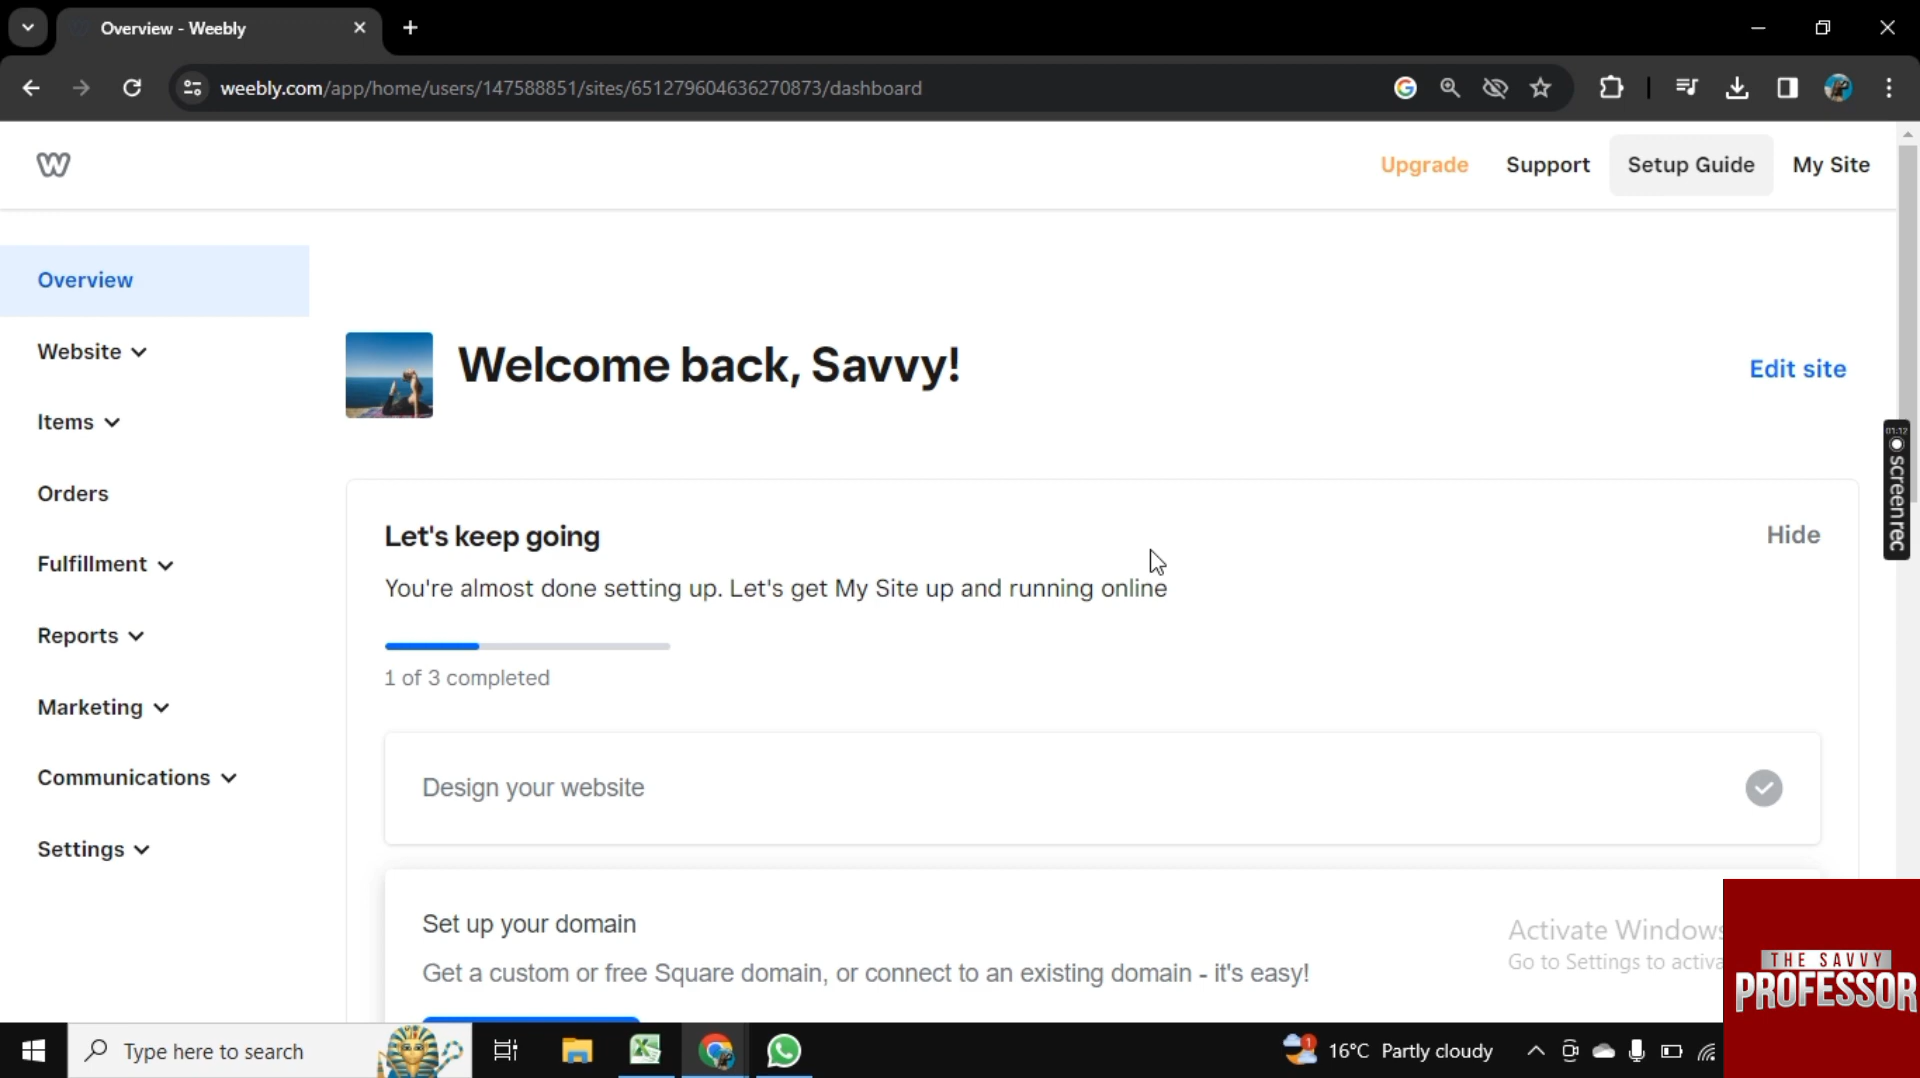 Overview - Weebly
weebly.com/app/home/users/147588851/sites/651279604636270873/dashboard
Upgrade Support Setup Guide My Site
Overview
Website
Items
Orders
Fulfillment
Reports
Marketing
Communications
Settings
Welcome back, Savvy!
Edit site
Let's keep going
Hide
You're almost done setting up. Let's get My Site up and running online
1 of 3 completed
Design your website
Set up your domain
Get a custom or free Square domain, or connect to an existing domain - it's easy!
01:12
screenrec
Activate Windows
Go to Settings to activa
THE SAVVY
PROFESSOR
Type here to search
1
16°C Partly cloudy